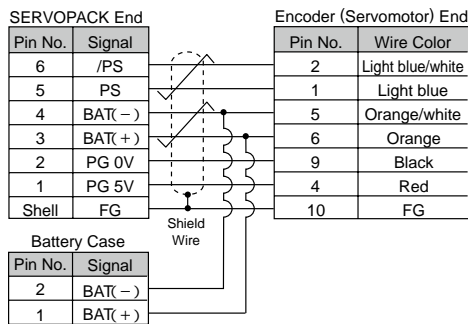 SERVOPACK End
Encoder (Servomotor) End
Pin No. Signal
Pin No. Wire Color
6 /PS
2 Light blue/white
5 PS
1 Light blue
4 BAT(−)
5 Orange/white
3 BAT(+)
6 Orange
2 PG 0V
9 Black
1 PG 5V
4 Red
Shell FG
10 FG
Shield
Wire
Battery Case
Pin No. Signal
2 BAT(−)
1 BAT(+)